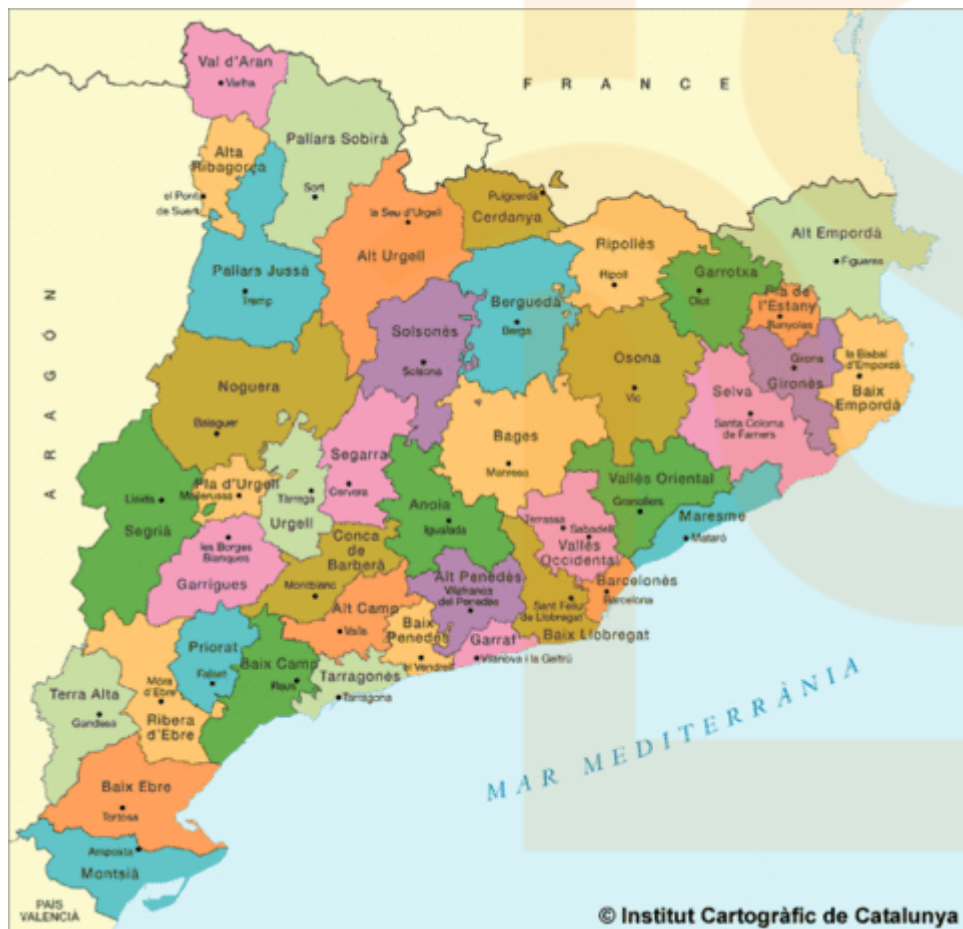 Val d'Aran
Vielha
FRANCE
Pallars Sobirà
Alta
Ribagorça
el Pont
de Suert
Sort
Puigcerdà
Cerdanya
la Seu d'Urgell
Alt Urgell
Ripollès
Ripoll
Alt Empordà
Figueres
Garrotxa
Olot
Pla de
l'Estany
Banyoles
Pallars Jussà
Tremp
Berguedà
Berga
Solsonès
Solsona
Osona
Vic
Girona
Gironès
la Bisbal
d'Empordà
Baix
Empordà
Selva
Santa Coloma
de Farners
ARAGÓN
Noguera
Balaguer
Bages
Manresa
Segarra
Cervera
Pla d'Urgell
Mollerussa
Tàrrega
Urgell
Lleida
Segrià
Anoia
Igualada
Vallès Oriental
Granollers
Maresme
Mataró
Terrassa
Sabadell
Vallès
Occidental
les Borges
Blanques
Garrigues
Conca
de
Barberà
Montblanc
Alt Penedès
Vilafranca
del Penedès
Barcelonès
Barcelona
Sant Feliu
de Llobregat
Baix Llobregat
Alt Camp
Valls
Baix
Penedès
el Vendrell
Garraf
Vilanova i la Geltrú
Priorat
Falset
Baix Camp
Reus
Tarragonès
Tarragona
Terra Alta
Gandesa
Móra
d'Ebre
Ribera
d'Ebre
MAR MEDITERRÀNIA
Baix Ebre
Tortosa
Amposta
Montsià
PAIS
VALENCIÀ
© Institut Cartogràfic de Catalunya